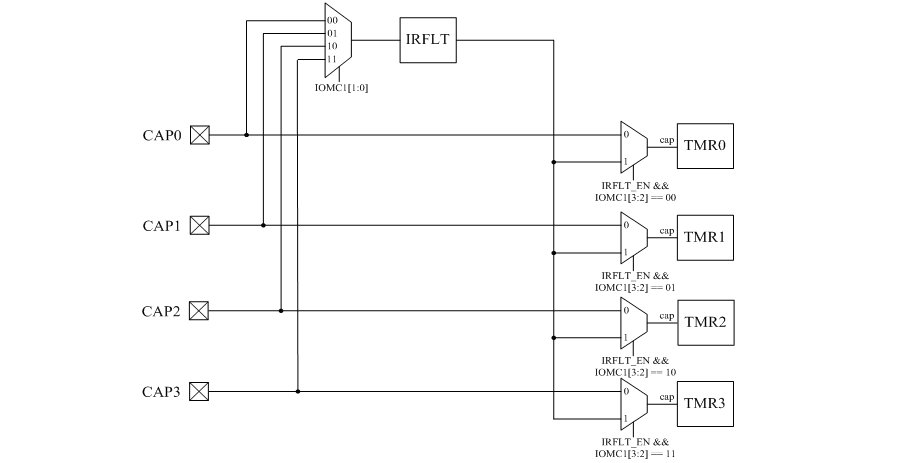 00
01
10
11
IRFLT
IOMC1[1:0]
CAP0
0
1
cap
TMR0
IRFLT_EN &&
IOMC1[3:2] == 00
CAP1
0
1
cap
TMR1
IRFLT_EN &&
IOMC1[3:2] == 01
CAP2
0
1
cap
TMR2
IRFLT_EN &&
IOMC1[3:2] == 10
CAP3
0
1
cap
TMR3
IRFLT_EN &&
IOMC1[3:2] == 11